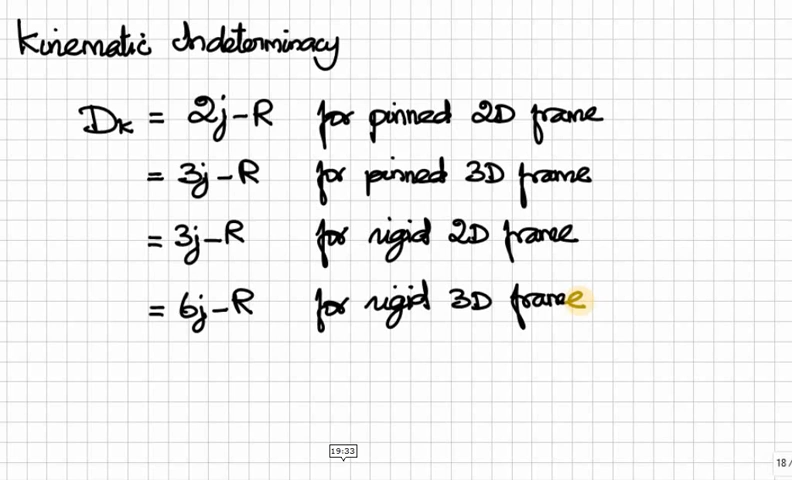 Kinematic Indeterminacy
Dk = 2j-R for pinned 2D frame
= 3j-R for pinned 3D frame
= 3j-R for rigid 2D frame
= 6j-R for rigid 3D frame
19:33
18/